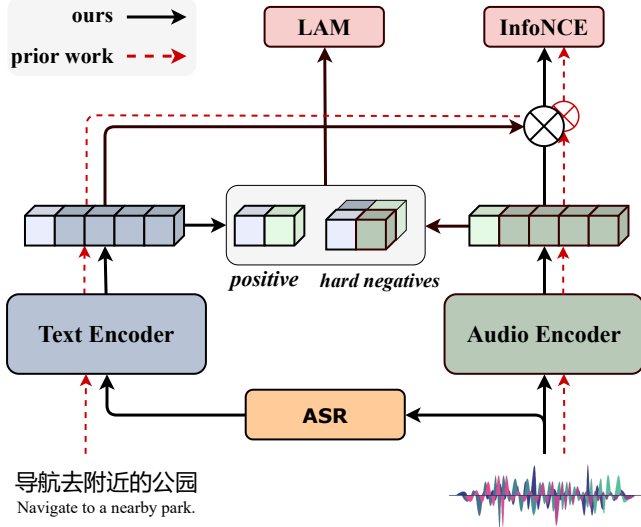 ours
prior work
LAM
InfoNCE
positive
hard negatives
Text Encoder
Audio Encoder
ASR
导航去附近的公园
Navigate to a nearby park.